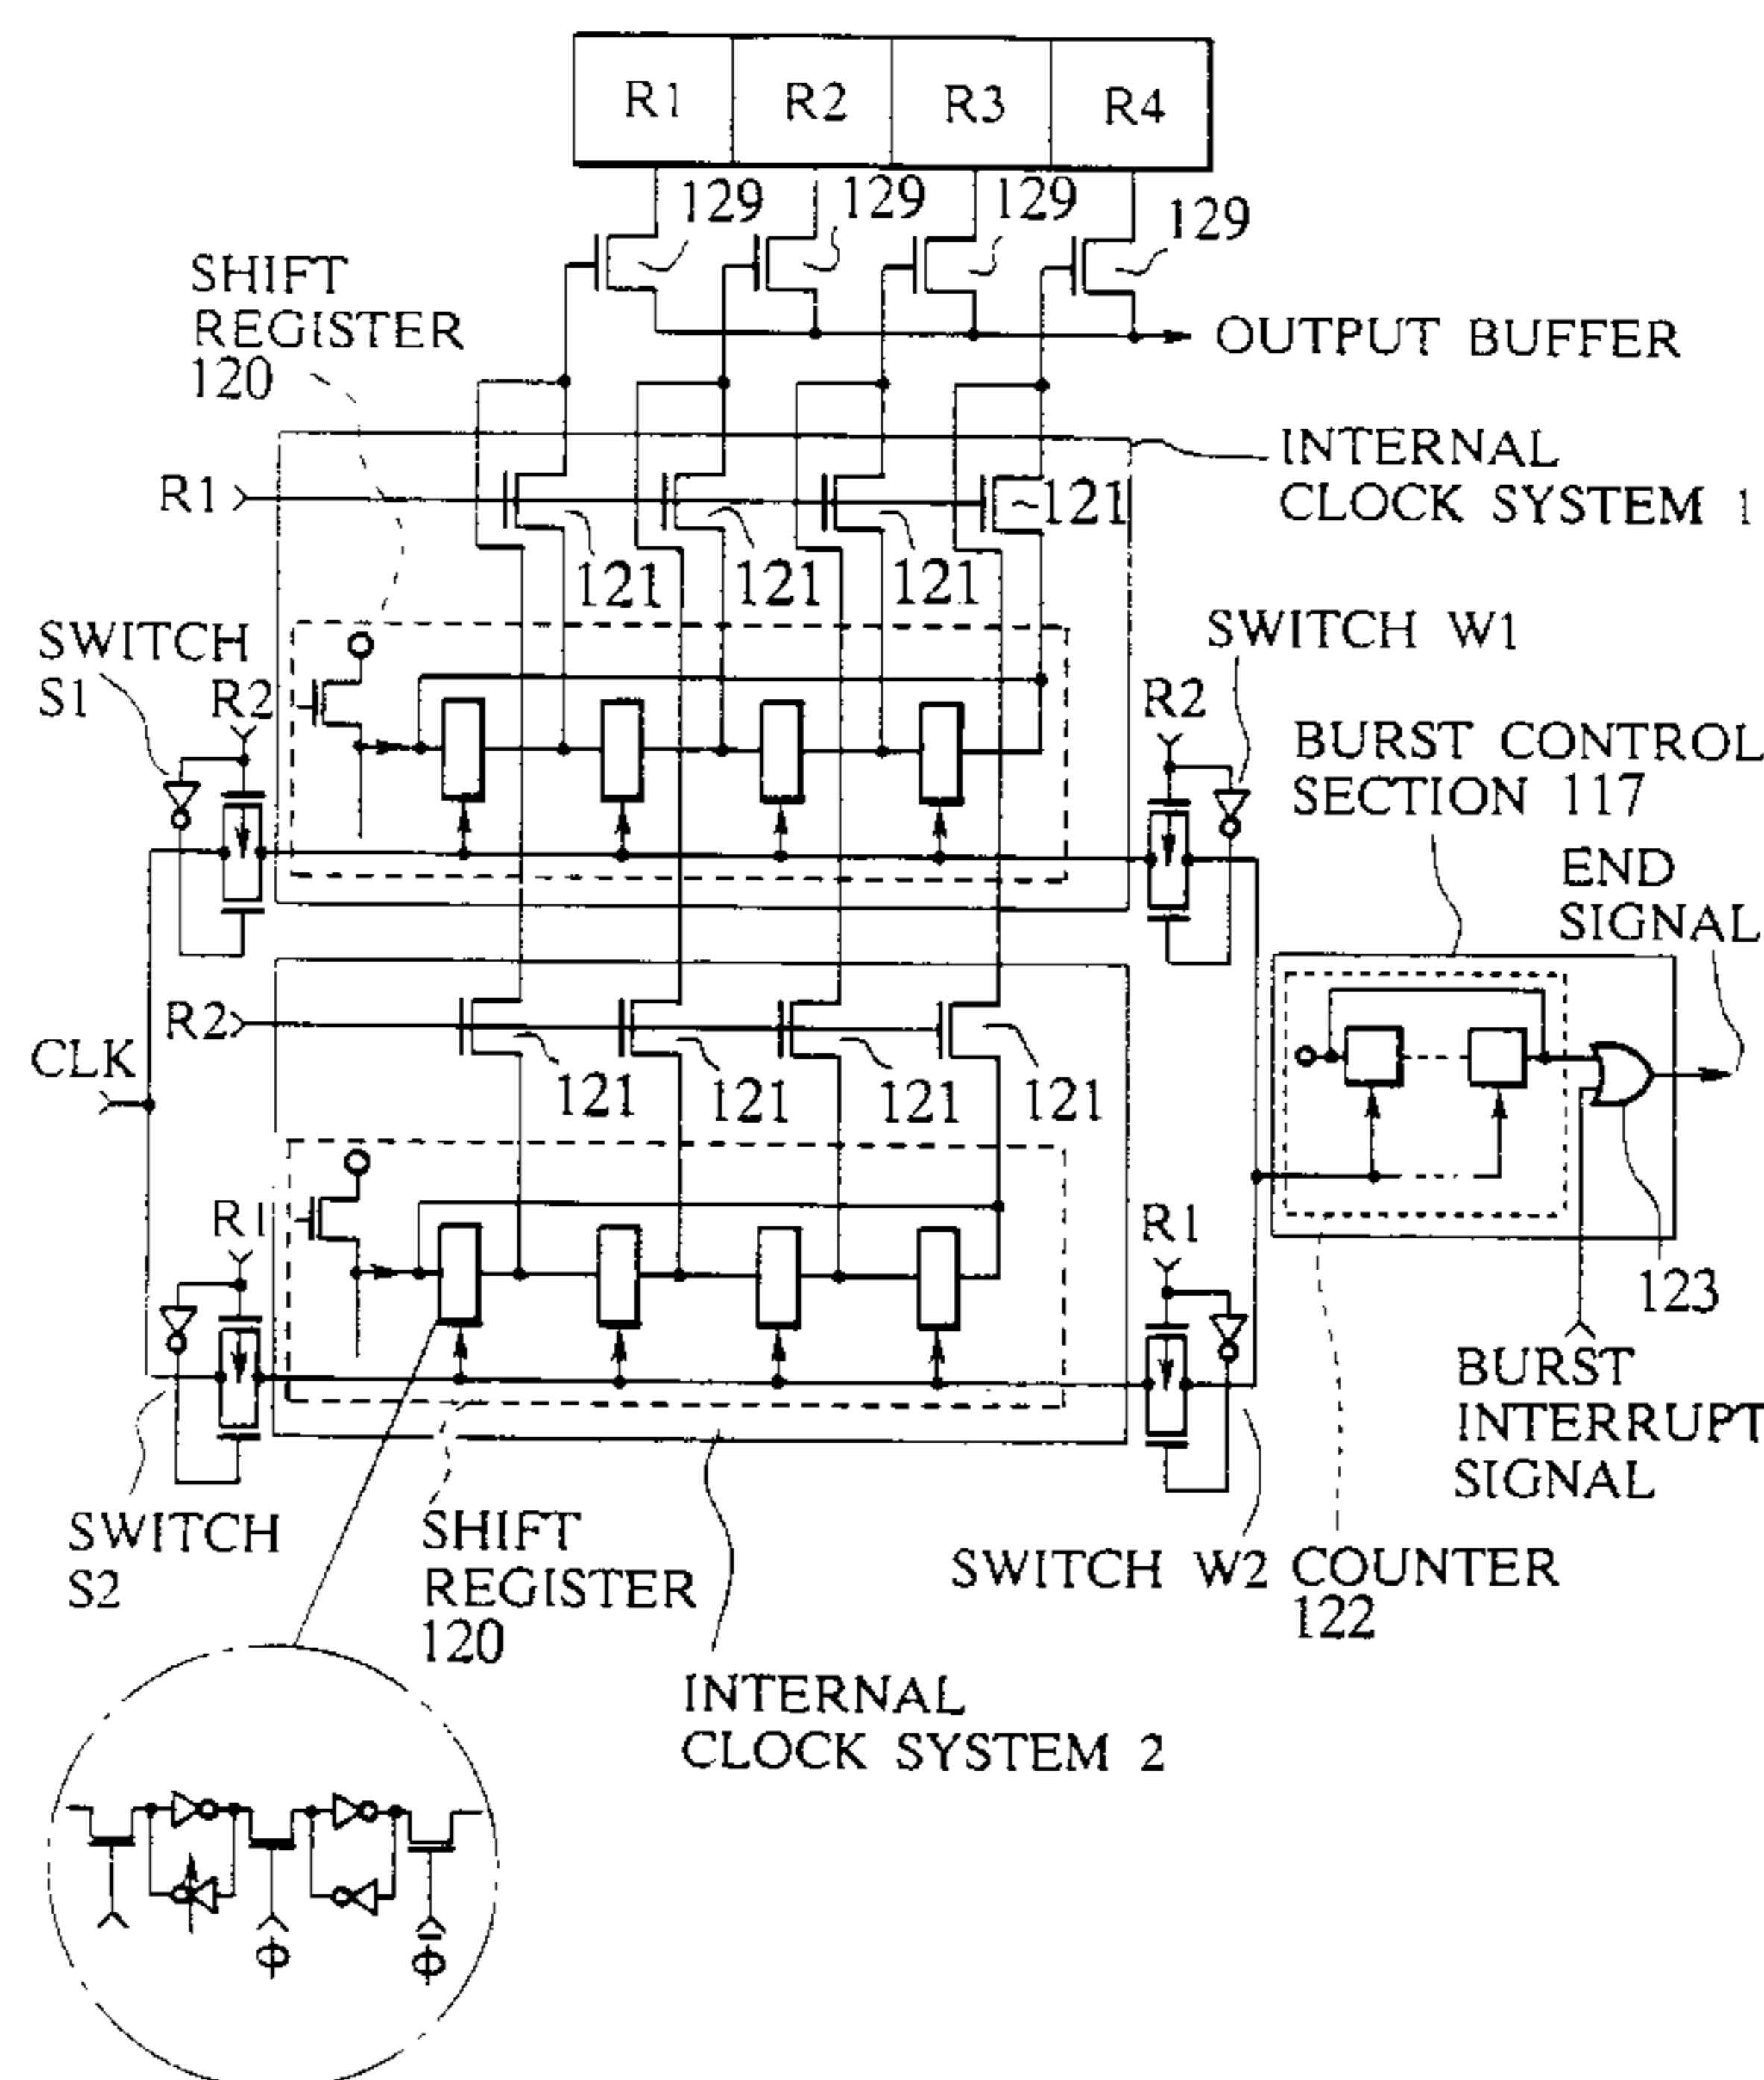 R1 R2 R3 R4
129 129 129 129
SHIFT
REGISTER
120
OUTPUT BUFFER
INTERNAL
CLOCK SYSTEM 1
R1
121
121 121 121
SWITCH
S1
R2
SWITCH W1
R2
BURST CONTROL
SECTION 117
END
SIGNAL
R2
CLK
121 121 121 121
R1
R1
123
BURST
INTERRUPT
SIGNAL
SWITCH
S2
SHIFT
REGISTER
120
SWITCH W2
COUNTER
122
INTERNAL
CLOCK SYSTEM 2
Φ Φ̅